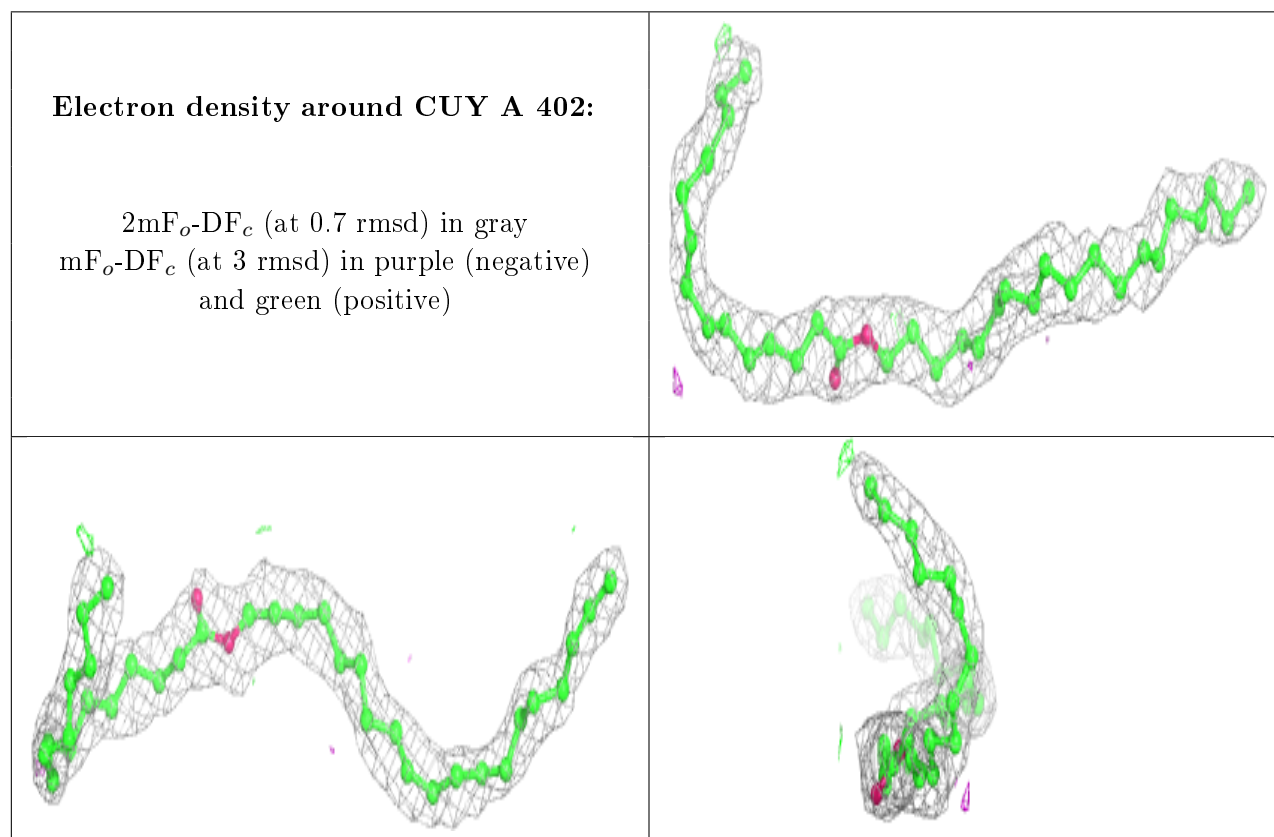 Electron density around CUY A 402:
2mFₒ-DF𝒸 (at 0.7 rmsd) in gray
mFₒ-DF𝒸 (at 3 rmsd) in purple (negative)
and green (positive)